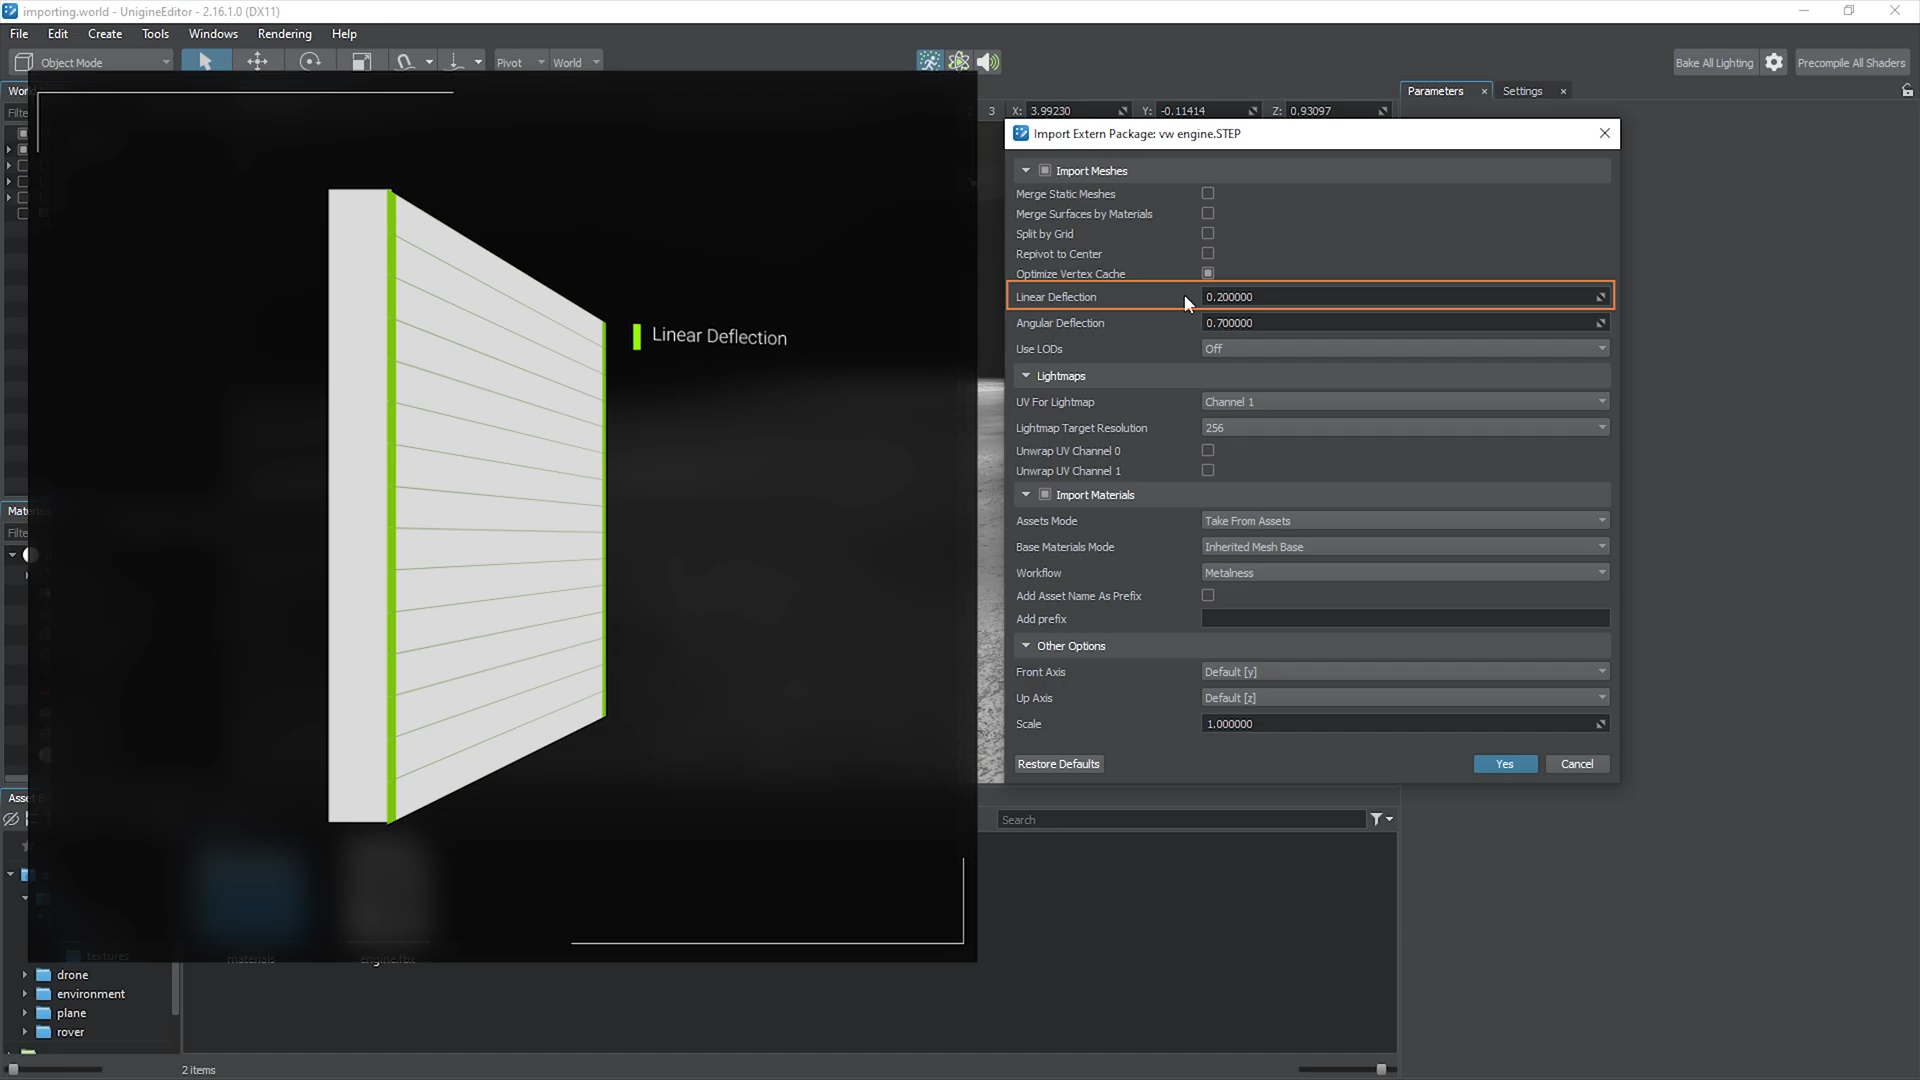 importing.world - UnigineEditor - 2.16.1.0 (DX11)
File Edit Create Tools Windows Rendering Help
Object Mode Pivot World Bake All Lighting Precompile All Shaders
Parameters Settings
3 X: 3.99230 Y: -0.11414 Z: 0.93097
Import Extern Package: vw engine.STEP
Import Meshes
Merge Static Meshes
Merge Surfaces by Materials
Split by Grid
Repivot to Center
Optimize Vertex Cache
Linear Deflection 0.200000
Angular Deflection 0.700000
Use LODs Off
Lightmaps
UV For Lightmap Channel 1
Lightmap Target Resolution 256
Unwrap UV Channel 0
Unwrap UV Channel 1
Import Materials
Assets Mode Take From Assets
Base Materials Mode Inherited Mesh Base
Workflow Metalness
Add Asset Name As Prefix
Add prefix
Other Options
Front Axis Default [y]
Up Axis Default [z]
Scale 1.000000
Restore Defaults Yes Cancel
Linear Deflection
Search
textures
materials engine.fbx
drone
environment
plane
rover
2 items